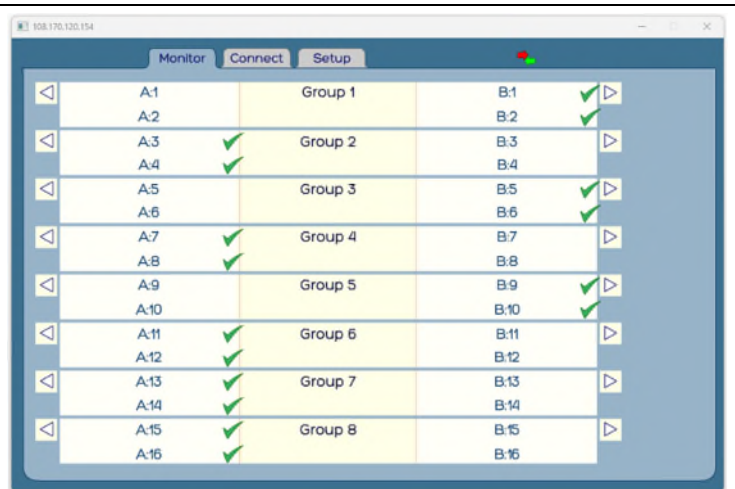 108.170.120.154
Monitor Connect Setup
A:1 Group 1 B:1
A:2 B:2
A:3 Group 2 B:3
A:4 B:4
A:5 Group 3 B:5
A:6 B:6
A:7 Group 4 B:7
A:8 B:8
A:9 Group 5 B:9
A:10 B:10
A:11 Group 6 B:11
A:12 B:12
A:13 Group 7 B:13
A:14 B:14
A:15 Group 8 B:15
A:16 B:16